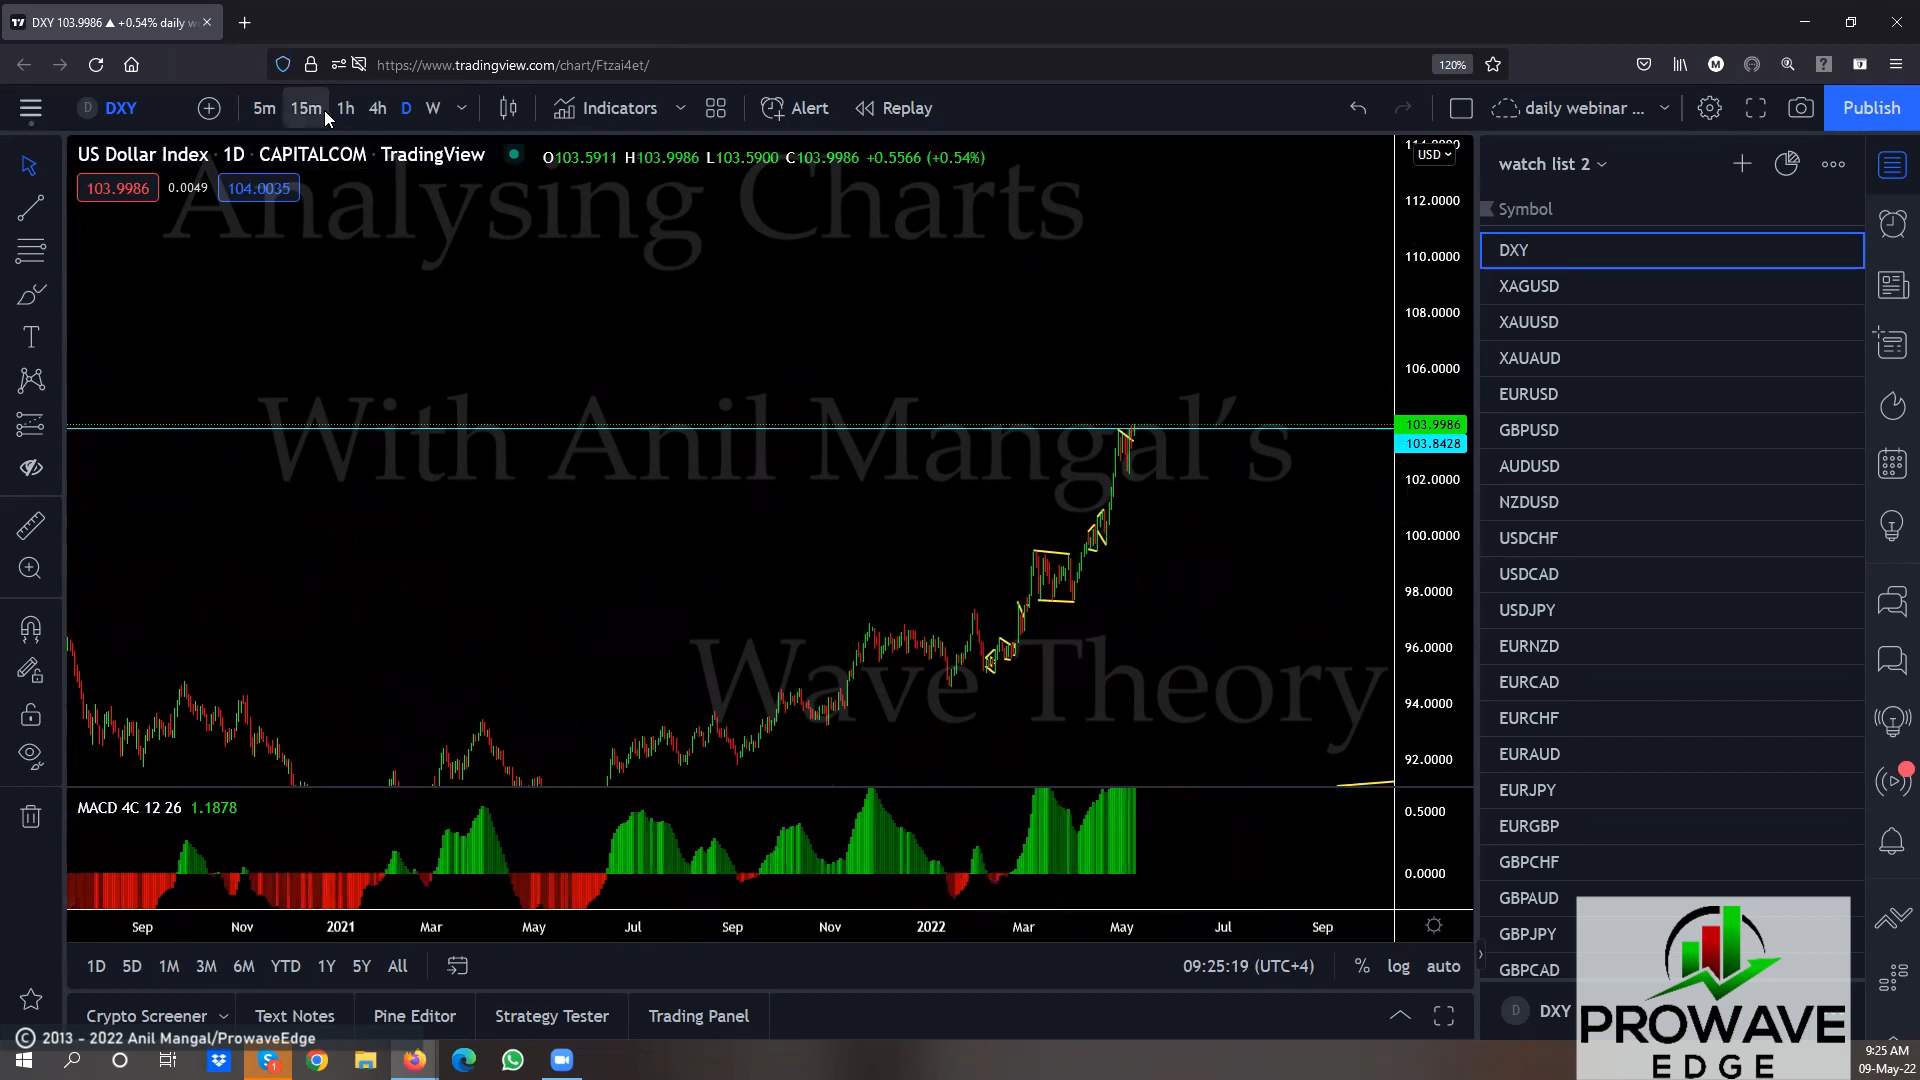 DXY 103.9986 ▲ +0.54% daily w
https://www.tradingview.com/chart/Ftzai4et/
120%
D DXY
5m 15m 1h 4h D W
Indicators
Alert
Replay
daily webinar ...
Publish
US Dollar Index · 1D · CAPITALCOM · TradingView
O103.5911 H103.9986 L103.5900 C103.9986 +0.5566 (+0.54%)
103.9986 0.0049 104.0035
Analysing Charts
With Anil Mangal's
Wave Theory
USD
114.0000
112.0000
110.0000
108.0000
106.0000
103.9986
103.8428
102.0000
100.0000
98.0000
96.0000
94.0000
92.0000
MACD 4C 12 26 1.1878
0.5000
0.0000
Sep Nov 2021 Mar May Jul Sep Nov 2022 Mar May Jul Sep
1D 5D 1M 3M 6M YTD 1Y 5Y All
09:25:19 (UTC+4)
% log auto
Crypto Screener Text Notes Pine Editor Strategy Tester Trading Panel
watch list 2
Symbol
DXY
XAGUSD
XAUUSD
XAUAUD
EURUSD
GBPUSD
AUDUSD
NZDUSD
USDCHF
USDCAD
USDJPY
EURNZD
EURCAD
EURCHF
EURAUD
EURJPY
EURGBP
GBPCHF
GBPAUD
GBPJPY
GBPCAD
D DXY
PROWAVE
EDGE
© 2013 - 2022 Anil Mangal/ProwaveEdge
9:25 AM
09-May-22